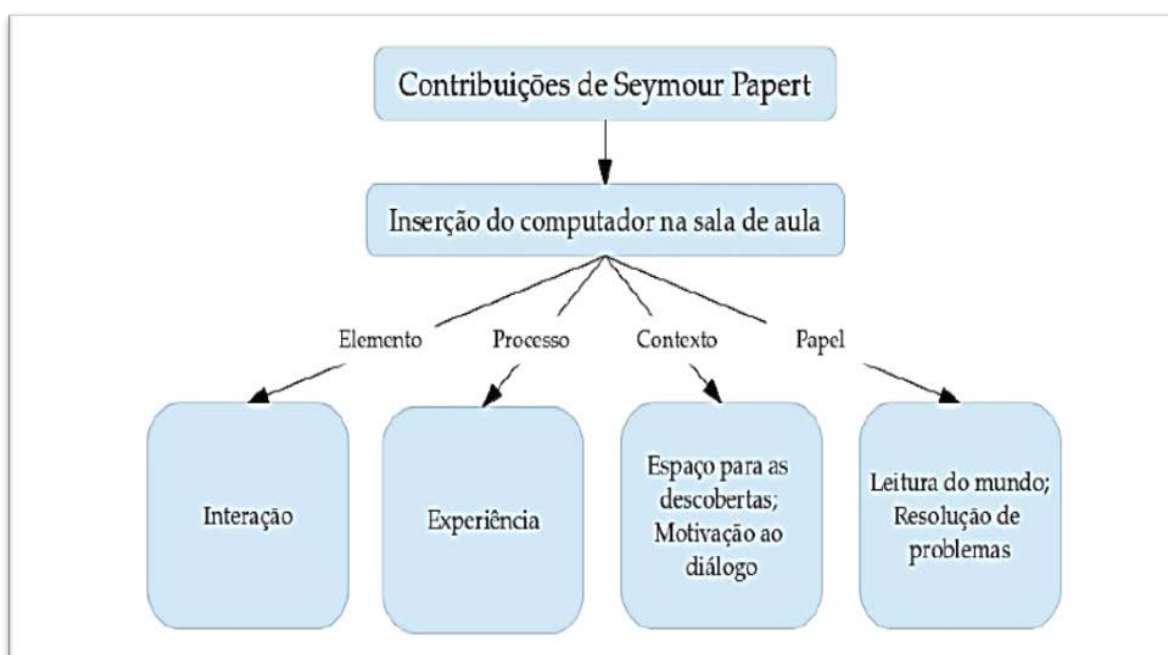 Contribuições de Seymour Papert
Inserção do computador na sala de aula
Elemento
Processo
Contexto
Papel
Interação
Experiência
Espaço para as
descobertas;
Motivação ao
diálogo
Leitura do mundo;
Resolução de
problemas